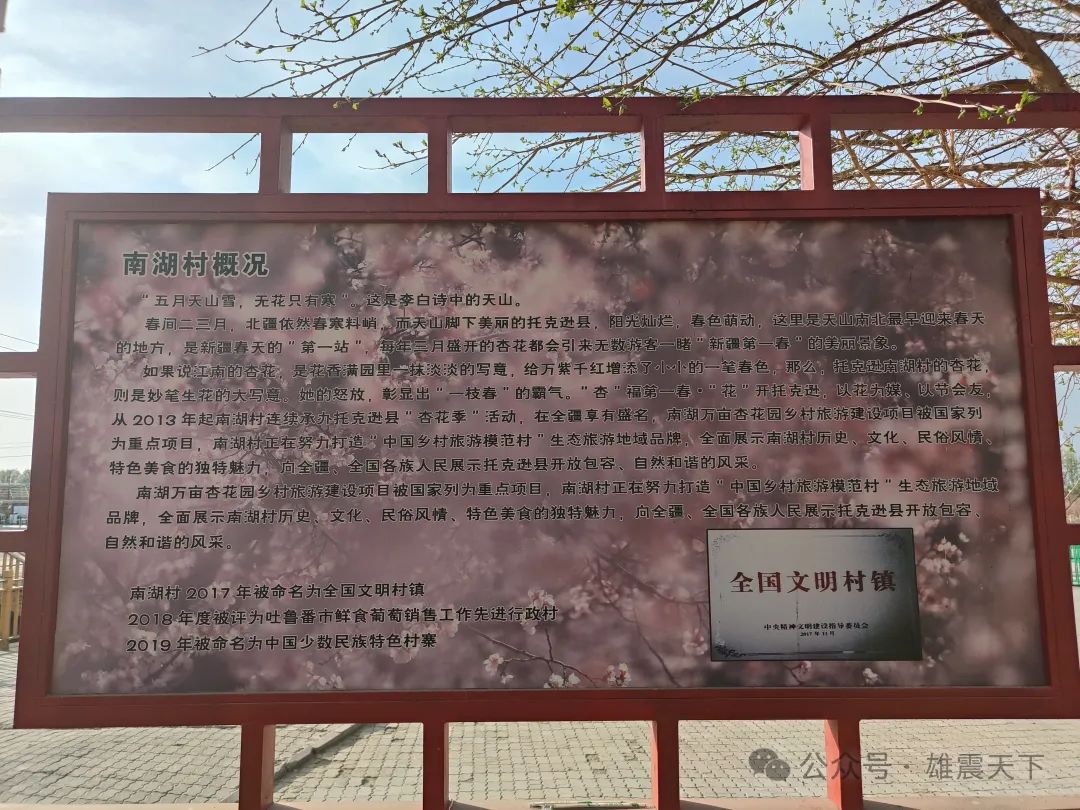 南湖村概况
“五月天山雪，无花只有寒”。这是李白诗中的天山。
春间二三月，北疆依然春寒料峭，而天山脚下美丽的托克逊县，阳光灿烂，春色萌动，这里是天山南北最早迎来春天
的地方，是新疆春天的“第一站”，每年三月盛开的杏花都会引来无数游客一睹“新疆第一春”的美丽景象。
如果说江南的杏花，是花香满园里一抹淡淡的写意，给万紫千红增添了小小的一笔春色，那么，托克逊南湖村的杏花，
则是妙笔生花的大写意。她的怒放，彰显出“一枝春”的霸气。“杏”福第一春·“花”开托克逊，以花为媒、以节会友，
从2013年起南湖村连续承办托克逊县“杏花季”活动，在全疆享有盛名，南湖万亩杏花园乡村旅游建设项目被国家列
为重点项目，南湖村正在努力打造“中国乡村旅游模范村”生态旅游地域品牌，全面展示南湖村历史、文化、民俗风情、
特色美食的独特魅力，向全疆、全国各族人民展示托克逊县开放包容、自然和谐的风采。
南湖万亩杏花园乡村旅游建设项目被国家列为重点项目，南湖村正在努力打造“中国乡村旅游模范村”生态旅游地域
品牌，全面展示南湖村历史、文化、民俗风情、特色美食的独特魅力，向全疆、全国各族人民展示托克逊县开放包容、
自然和谐的风采。
南湖村2017年被命名为全国文明村镇
2018年度被评为吐鲁番市鲜食葡萄销售工作先进行政村
2019年被命名为中国少数民族特色村寨
全国文明村镇
中央精神文明建设指导委员会
2017年11月
公众号·雄震天下